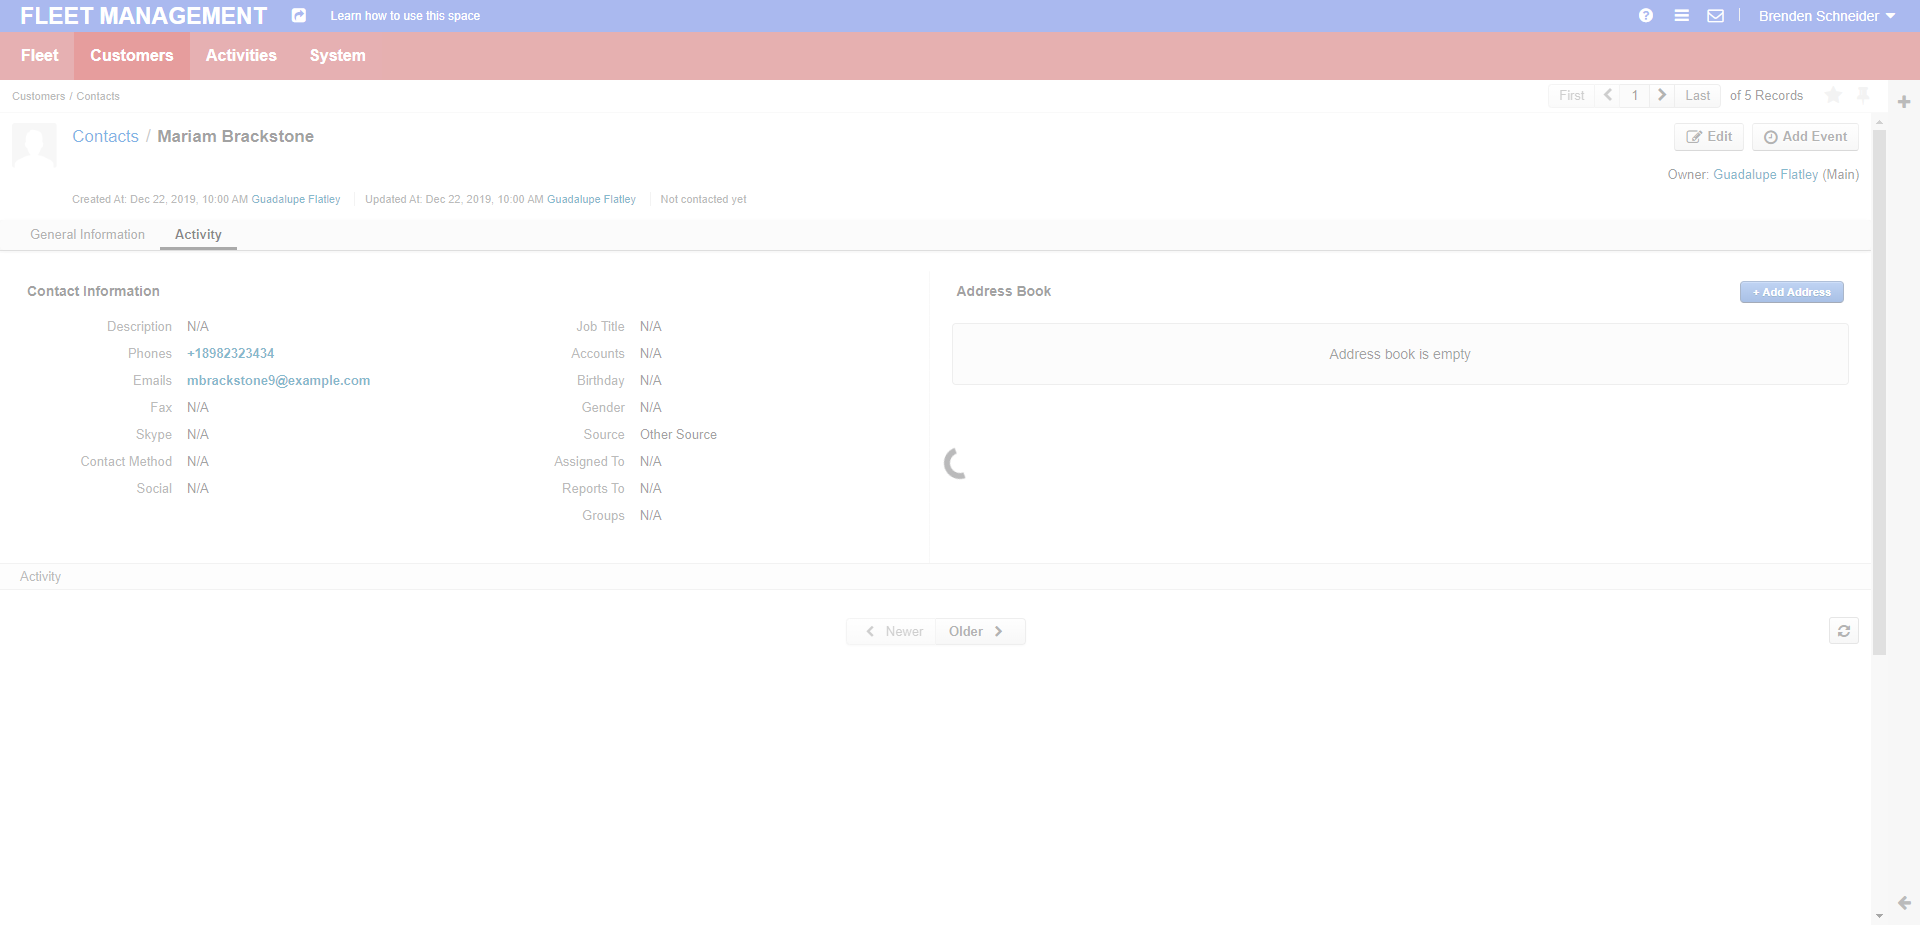 FLEET MANAGEMENT Learn how to use this space Brenden Schneider
Fleet Customers Activities System
Customers / Contacts First 1 Last of 5 Records
Contacts / Mariam Brackstone Edit Add Event
Owner: Guadalupe Flatley (Main)
Created At: Dec 22, 2019, 10:00 AM Guadalupe Flatley Updated At: Dec 22, 2019, 10:00 AM Guadalupe Flatley Not contacted yet
General Information Activity
Contact Information
Description N/A
Phones +18982323434
Emails mbrackstone9@example.com
Fax N/A
Skype N/A
Contact Method N/A
Social N/A
Job Title N/A
Accounts N/A
Birthday N/A
Gender N/A
Source Other Source
Assigned To N/A
Reports To N/A
Groups N/A
Address Book + Add Address
Address book is empty
Activity
Newer Older